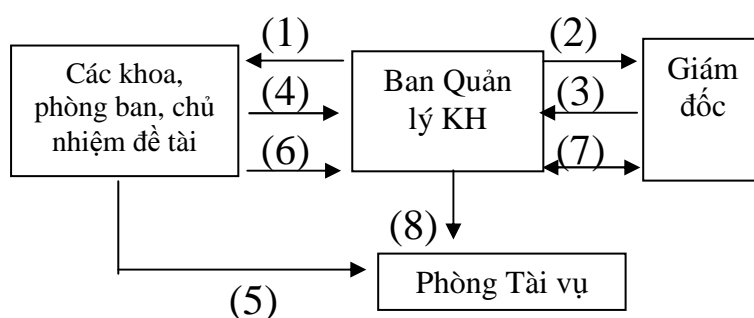 (1)
(2)
Các khoa,
phòng ban, chủ
nhiệm đề tài
(4)
(6)
Ban Quản
lý KH
(3)
(7)
Giám
đốc
(8)
Phòng Tài vụ
(5)